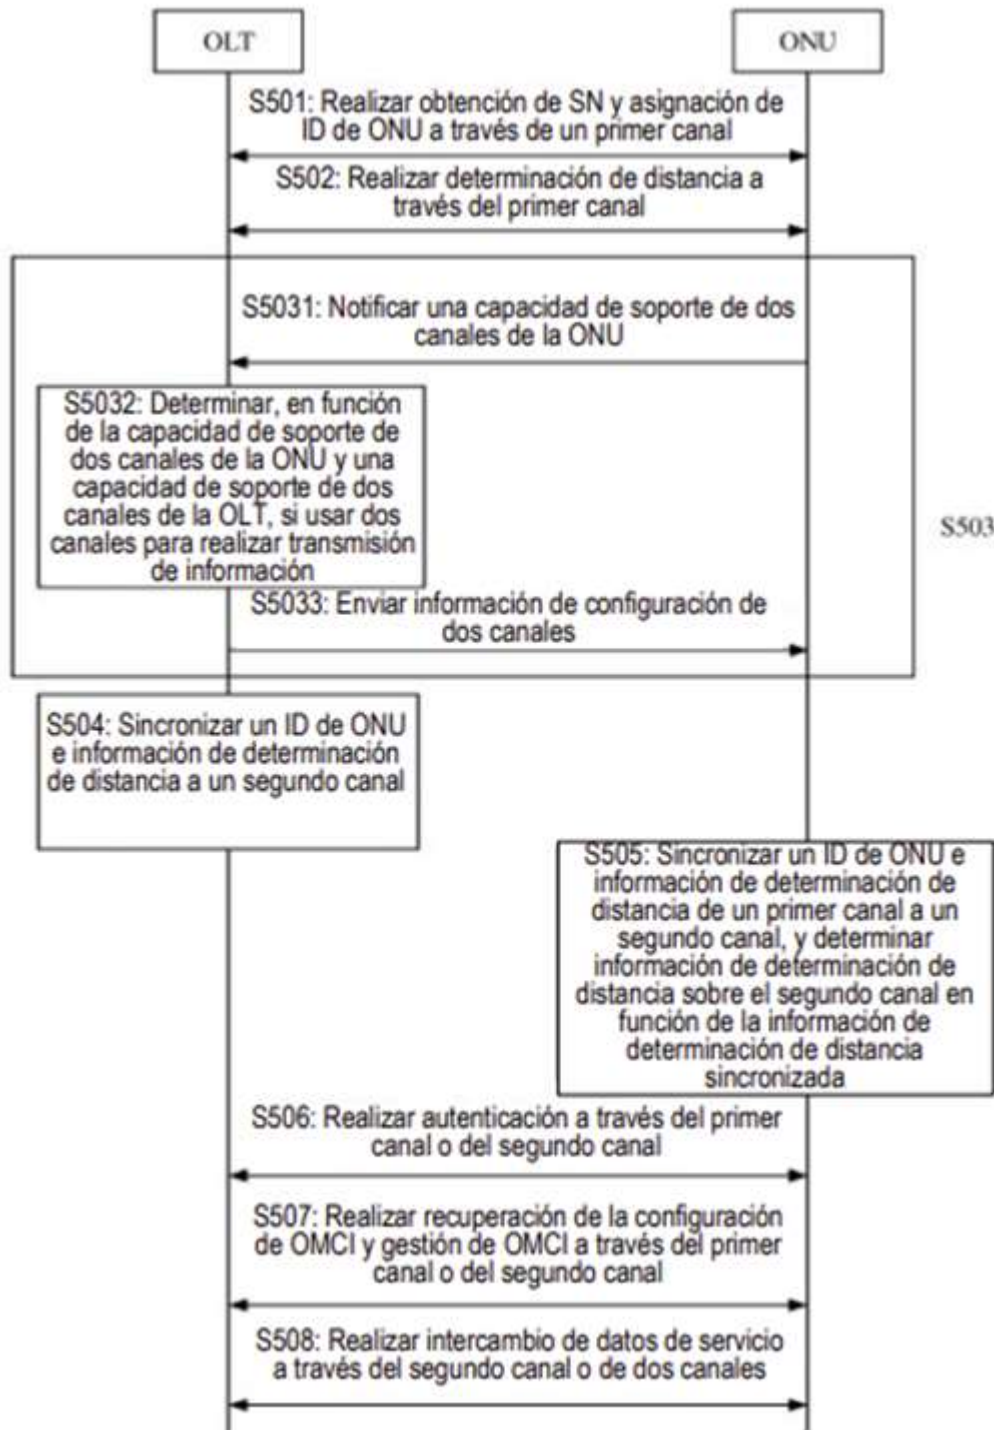 OLT
ONU
S501: Realizar obtención de SN y asignación de
ID de ONU a través de un primer canal
S502: Realizar determinación de distancia a
través del primer canal
S5031: Notificar una capacidad de soporte de dos
canales de la ONU
S5032: Determinar, en función
de la capacidad de soporte de
dos canales de la ONU y una
capacidad de soporte de dos
canales de la OLT, si usar dos
canales para realizar transmisión
de información
S503
S5033: Enviar información de configuración de
dos canales
S504: Sincronizar un ID de ONU
e información de determinación
de distancia a un segundo canal
S505: Sincronizar un ID de ONU e
información de determinación de
distancia de un primer canal a un
segundo canal, y determinar
información de determinación de
distancia sobre el segundo canal en
función de la información de
determinación de distancia
sincronizada
S506: Realizar autenticación a través del primer
canal o del segundo canal
S507: Realizar recuperación de la configuración
de OMCI y gestión de OMCI a través del primer
canal o del segundo canal
S508: Realizar intercambio de datos de servicio
a través del segundo canal o de dos canales